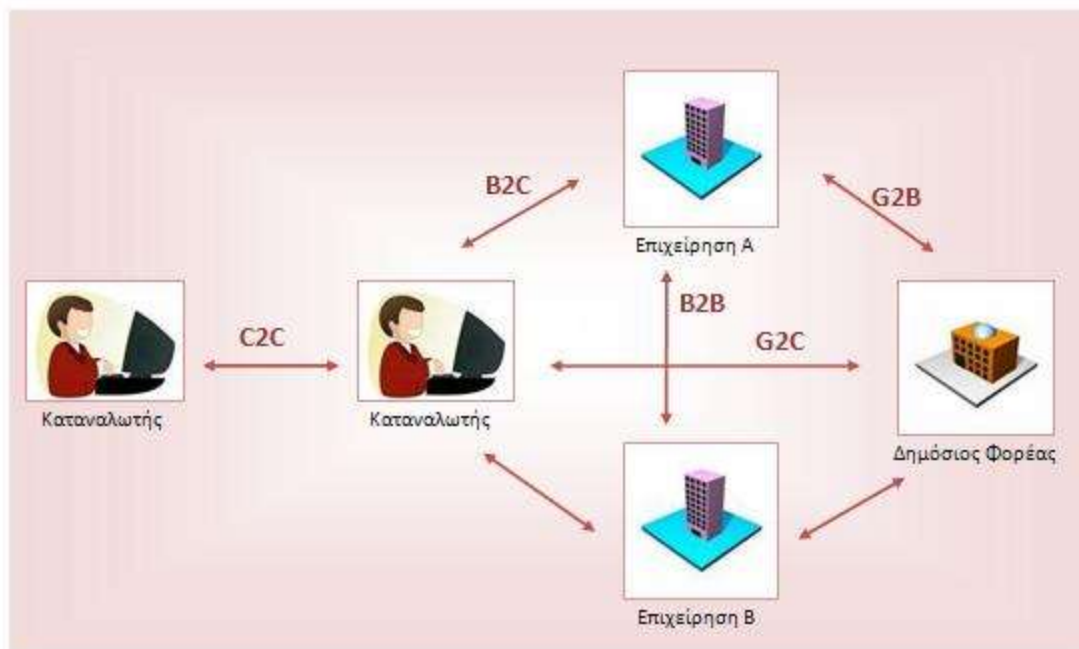 B2C
G2B
Επιχείρηση Α
B2B
C2C
G2C
Καταναλωτής
Καταναλωτής
Δημόσιος Φορέας
Επιχείρηση Β